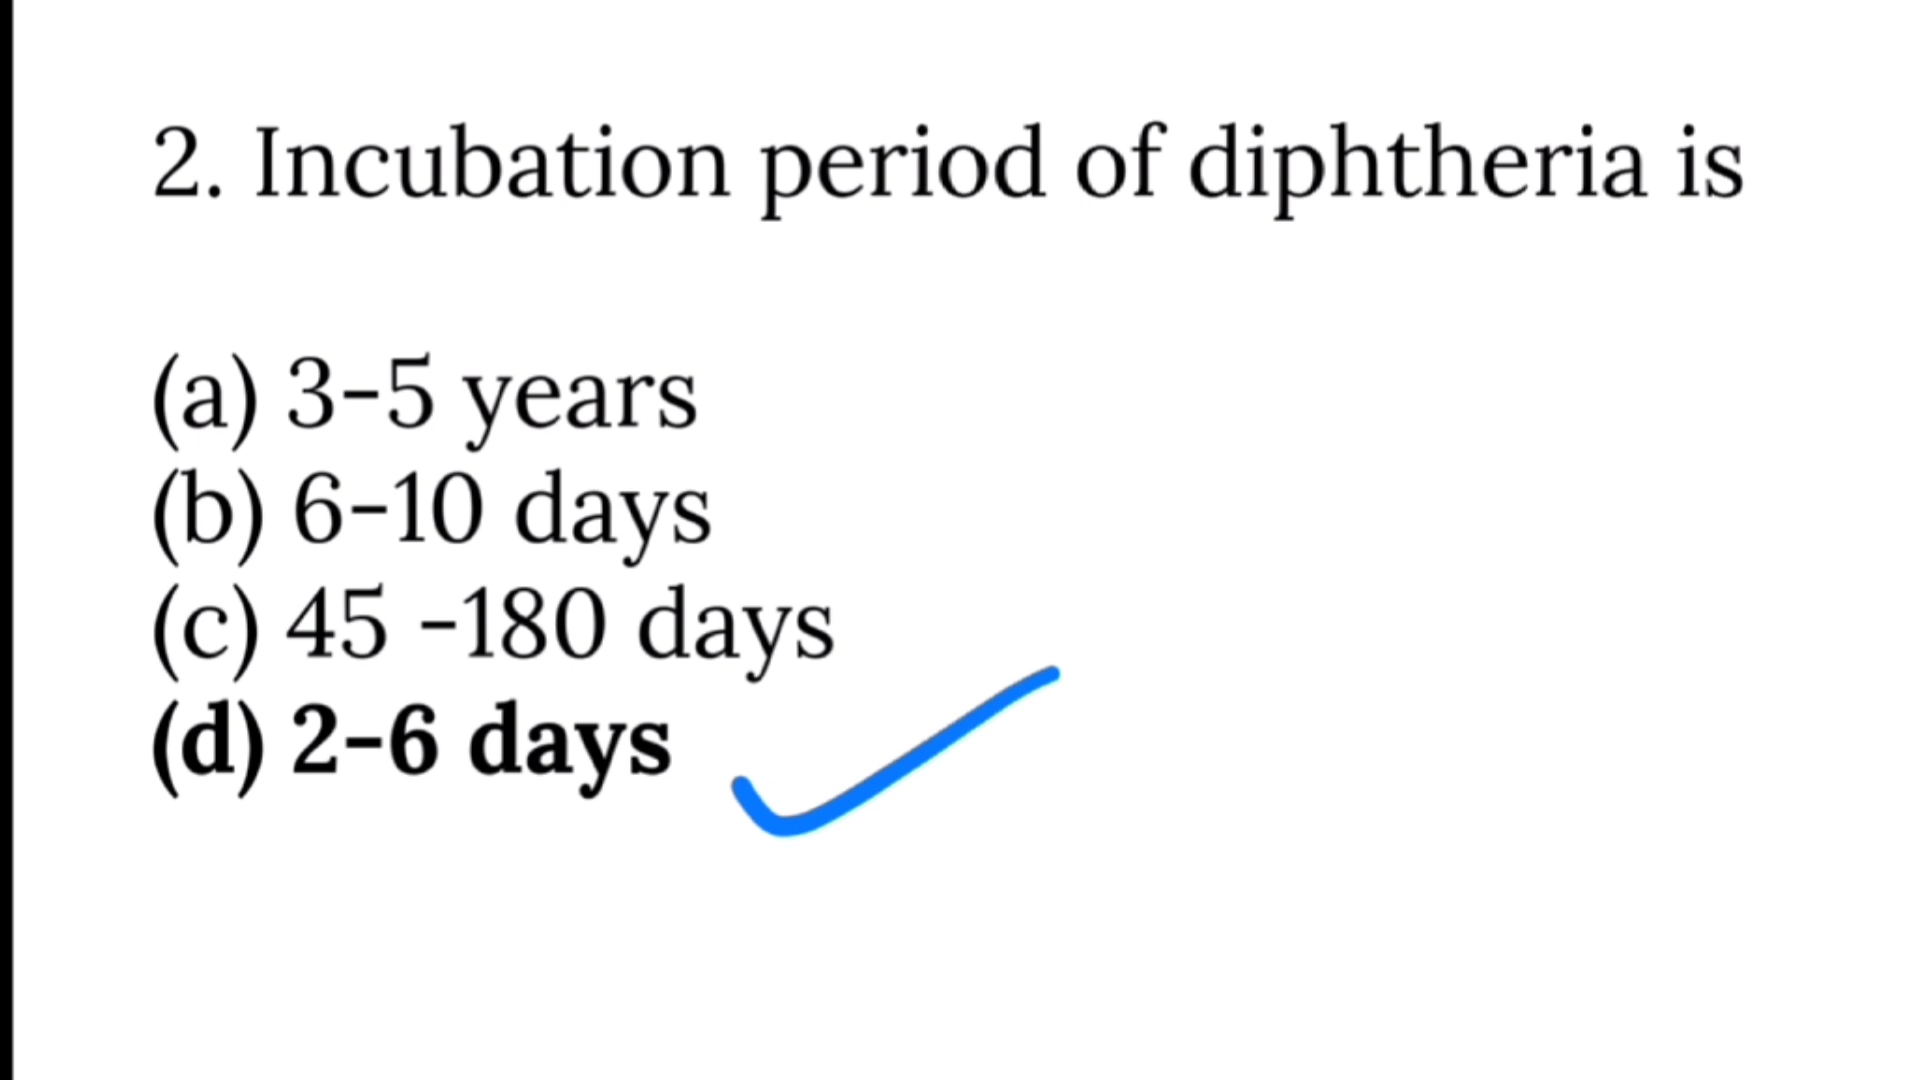 2. Incubation period of diphtheria is
(a) 3-5 years
(b) 6-10 days
(c) 45 -180 days
(d) 2-6 days